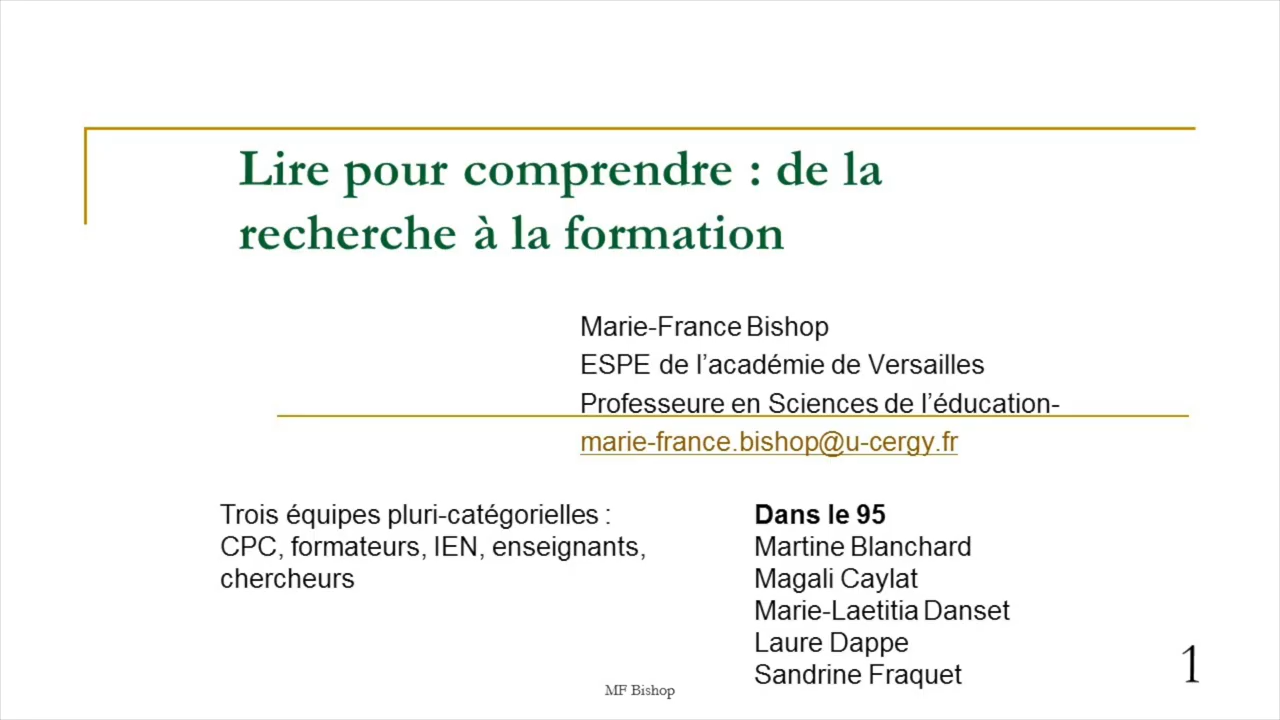 Lire pour comprendre : de la
recherche à la formation
Marie-France Bishop
ESPE de l'académie de Versailles
Professeure en Sciences de l'éducation-
marie-france.bishop@u-cergy.fr
Trois équipes pluri-catégorielles :
CPC, formateurs, IEN, enseignants,
chercheurs
Dans le 95
Martine Blanchard
Magali Caylat
Marie-Laetitia Danset
Laure Dappe
Sandrine Fraquet
MF Bishop
1